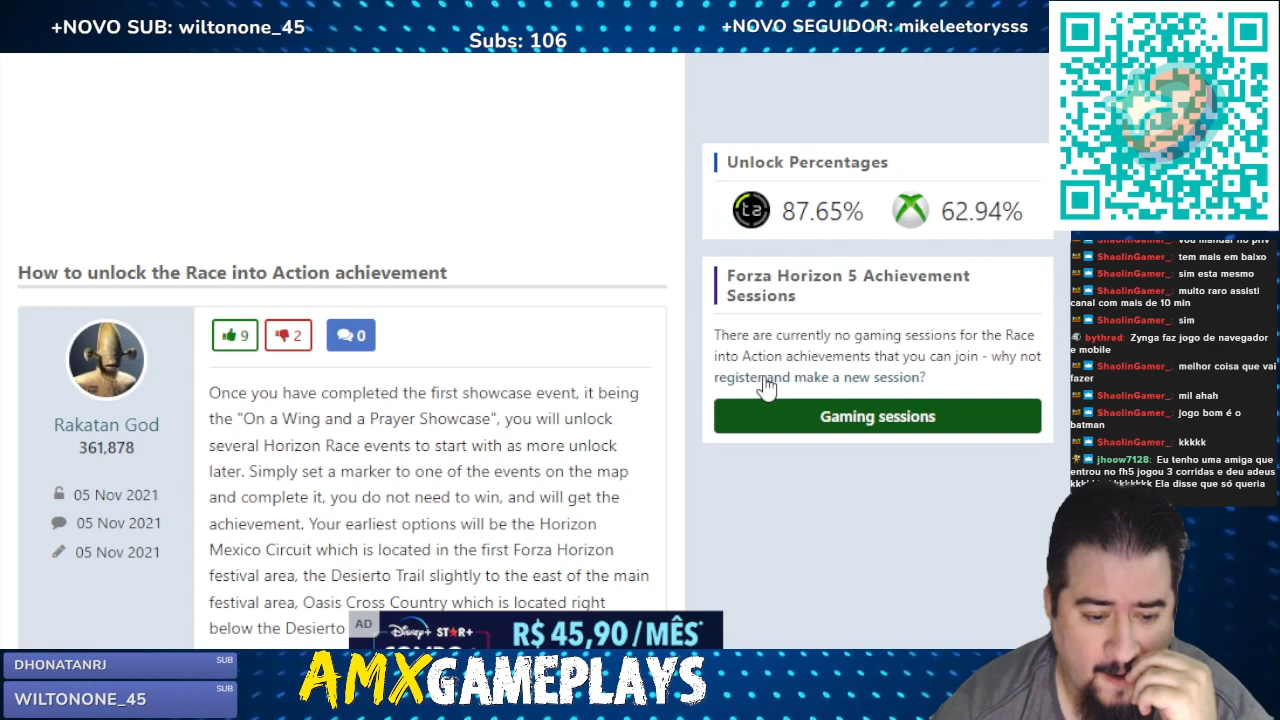 +NOVO SUB: wiltonone_45
Subs: 106
+NOVO SEGUIDOR: mikeleetorysss
Unlock Percentages
ta 87.65% 62.94%
How to unlock the Race into Action achievement
Forza Horizon 5 Achievement
Sessions
There are currently no gaming sessions for the Race
into Action achievements that you can join - why not
register and make a new session?
Gaming sessions
9 2 0
Rakatan God
361,878
05 Nov 2021
05 Nov 2021
05 Nov 2021
Once you have completed the first showcase event, it being
the "On a Wing and a Prayer Showcase", you will unlock
several Horizon Race events to start with as more unlock
later. Simply set a marker to one of the events on the map
and complete it, you do not need to win, and will get the
achievement. Your earliest options will be the Horizon
Mexico Circuit which is located in the first Forza Horizon
festival area, the Desierto Trail slightly to the east of the main
festival area, Oasis Cross Country which is located right
below the Desierto
AD
Disney+ STAR+
R$ 45,90/MÊS*
ShaolinGamer_: vou mandar no priv
ShaolinGamer_: tem mais em baixo
ShaolinGamer_: sim esta mesmo
ShaolinGamer_: muito raro assisti
canal com mais de 10 min
ShaolinGamer_: sim
bythred: Zynga faz jogo de navegador
e mobile
ShaolinGamer_: melhor coisa que vai
fazer
ShaolinGamer_: mil ahah
ShaolinGamer_: jogo bom é o
batman
ShaolinGamer_: kkkkk
jhoow7128: Eu tenho uma amiga que
entrou no fh5 jogou 3 corridas e deu adeus
Ela disse que só queria
DHONATANRJ SUB
WILTONONE_45 SUB
AMXGAMEPLAYS